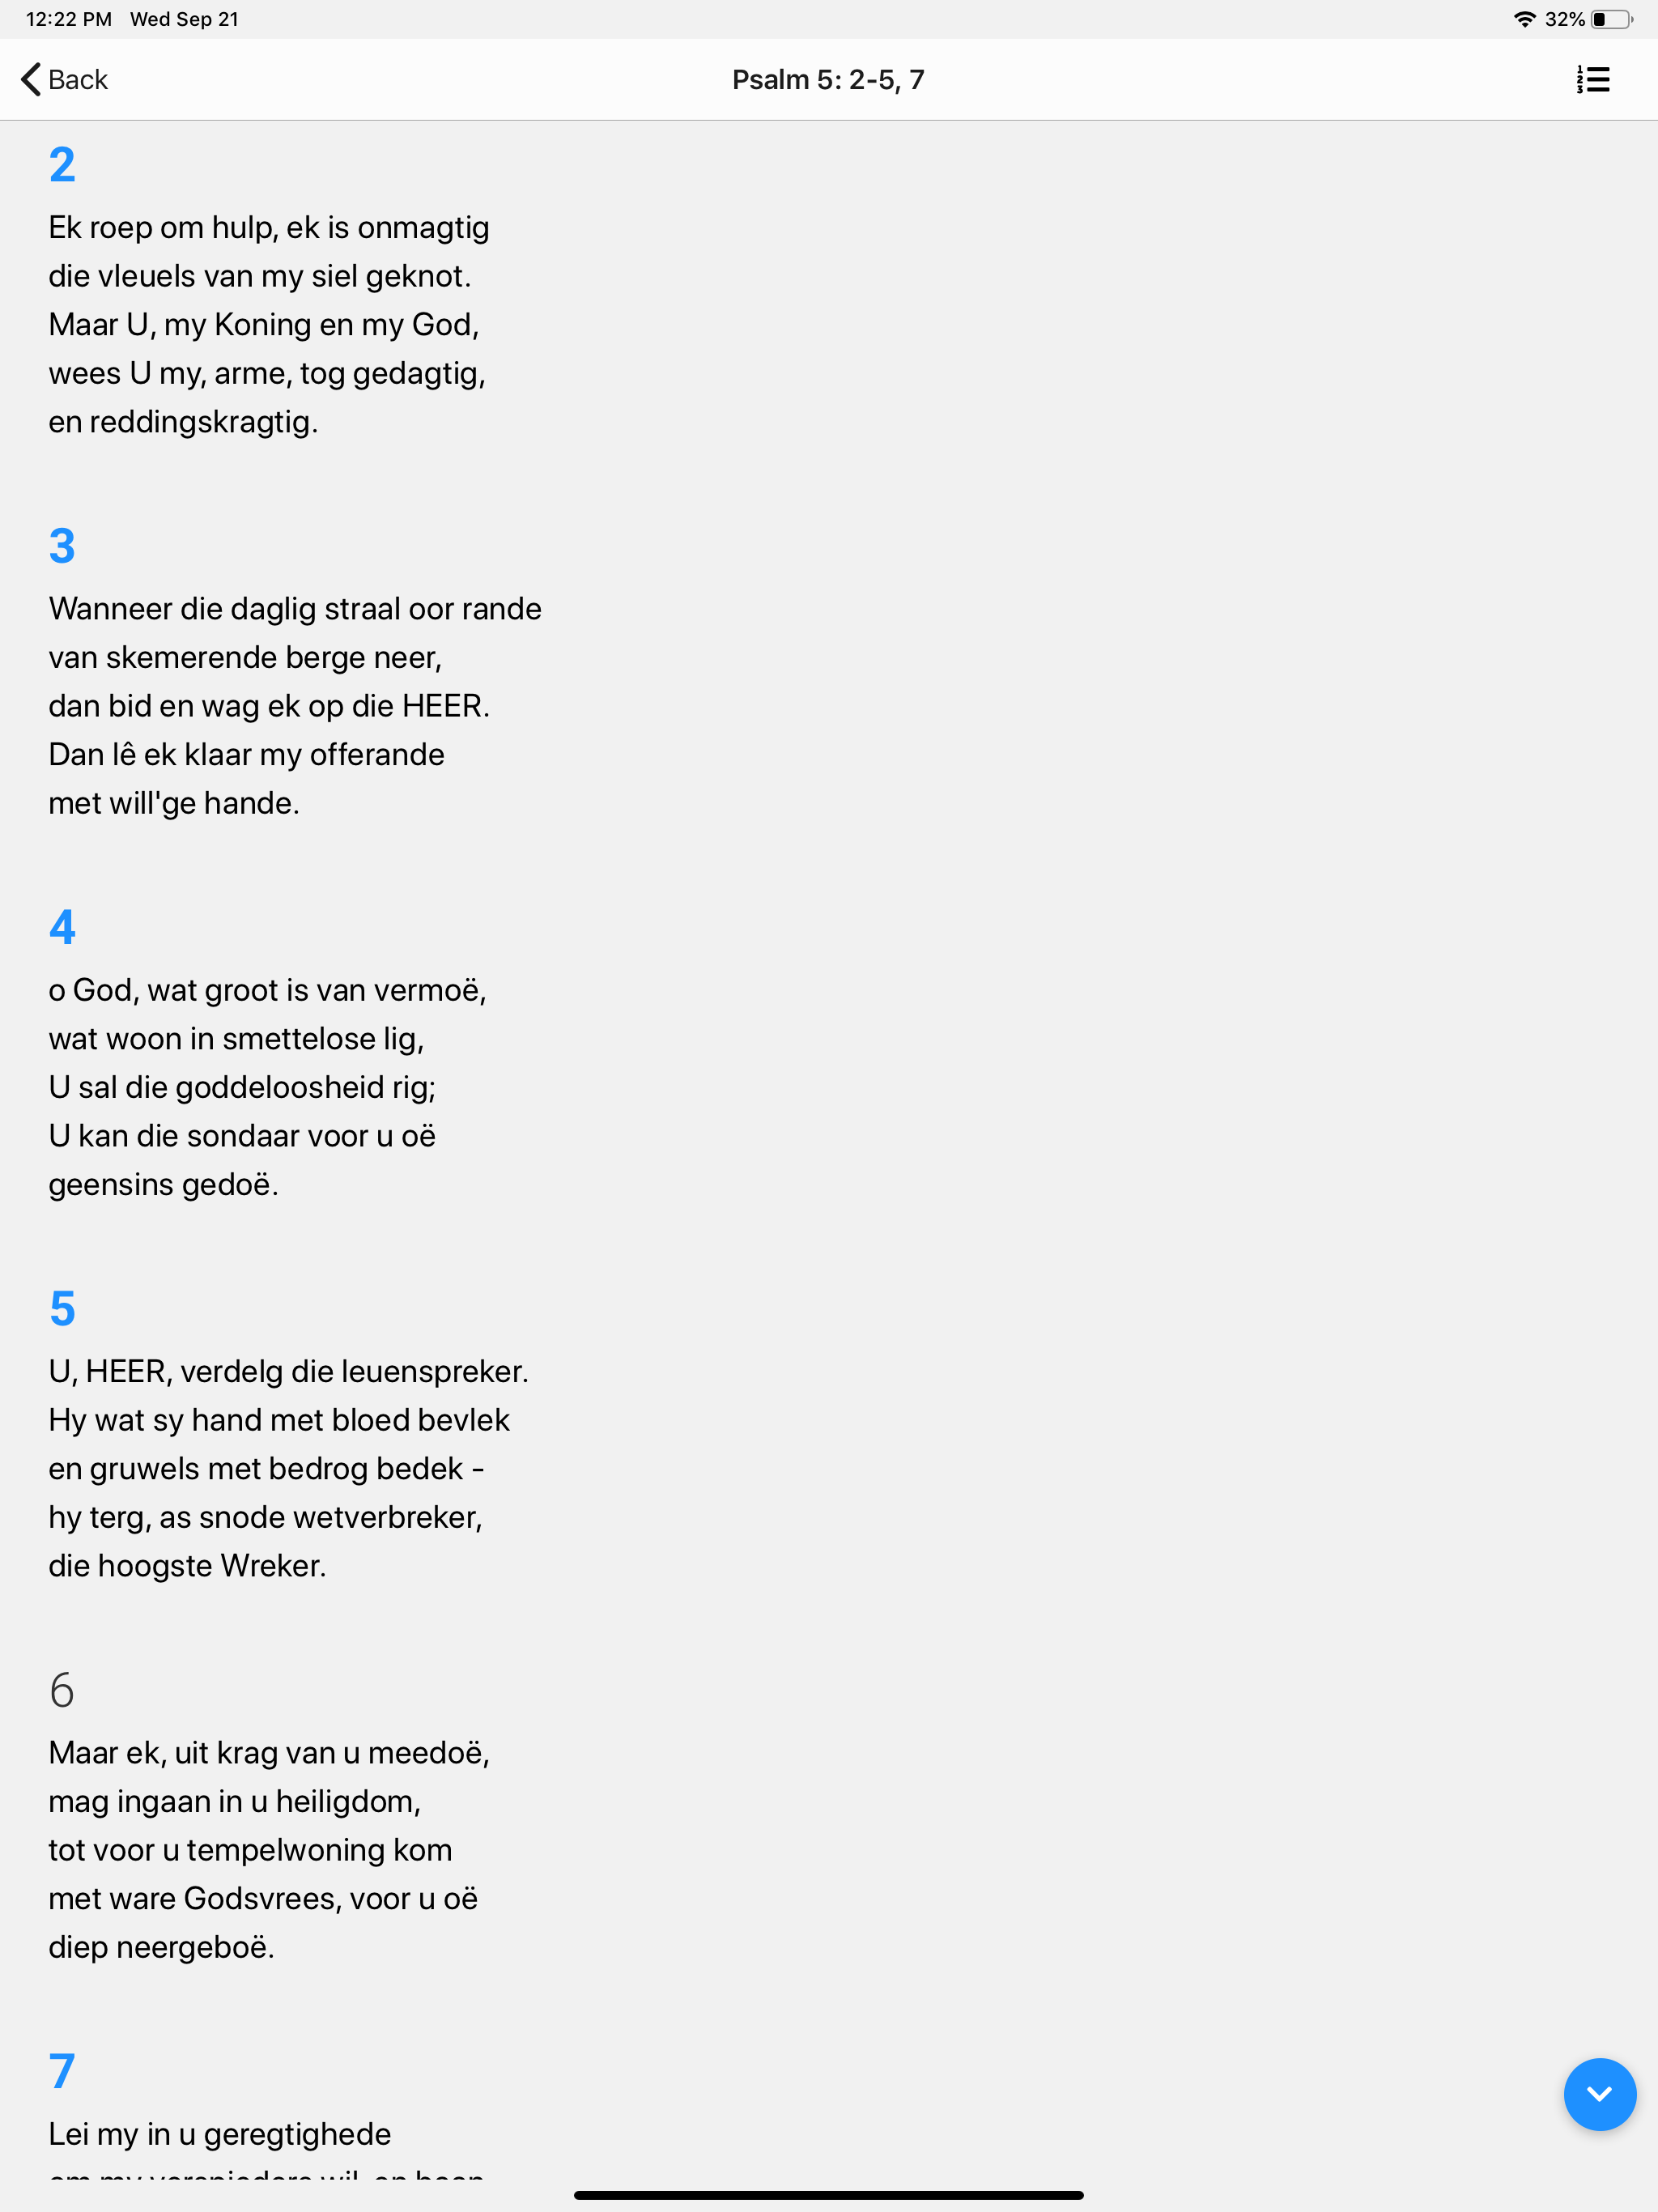 12:22 PM Wed Sep 21 32%
Back Psalm 5: 2-5, 7
2
Ek roep om hulp, ek is onmagtig
die vleuels van my siel geknot.
Maar U, my Koning en my God,
wees U my, arme, tog gedagtig,
en reddingskragtig.
3
Wanneer die daglig straal oor rande
van skemerende berge neer,
dan bid en wag ek op die HEER.
Dan lê ek klaar my offerande
met will'ge hande.
4
o God, wat groot is van vermoë,
wat woon in smettelose lig,
U sal die goddeloosheid rig;
U kan die sondaar voor u oë
geensins gedoë.
5
U, HEER, verdelg die leuenspreker.
Hy wat sy hand met bloed bevlek
en gruwels met bedrog bedek -
hy terg, as snode wetverbreker,
die hoogste Wreker.
6
Maar ek, uit krag van u meedoë,
mag ingaan in u heiligdom,
tot voor u tempelwoning kom
met ware Godsvrees, voor u oë
diep neergeboë.
7
Lei my in u geregtighede